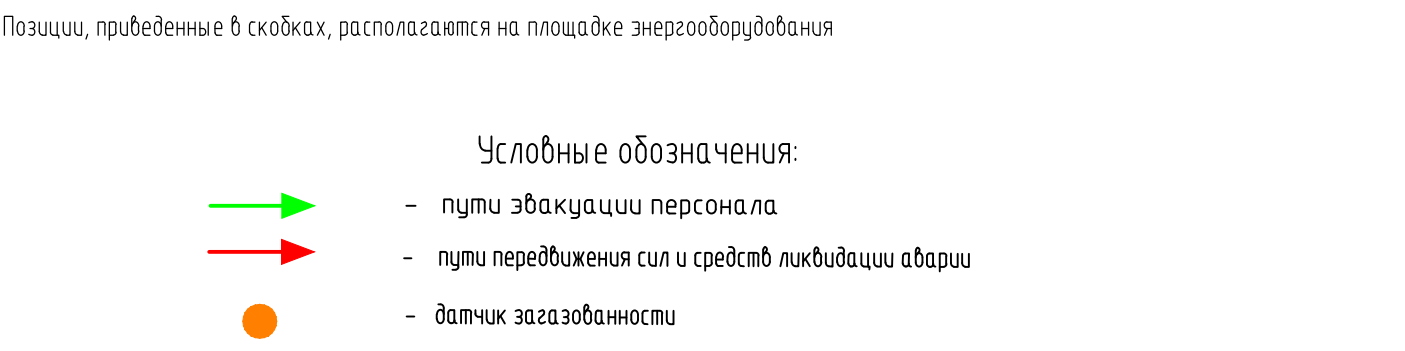 Позиции, приведенные в скобках, располагаются на площадке энергооборудования
Условные обозначения:
- пути эвакуации персонала
- пути передвижения сил и средств ликвидации аварии
- датчик загазованности